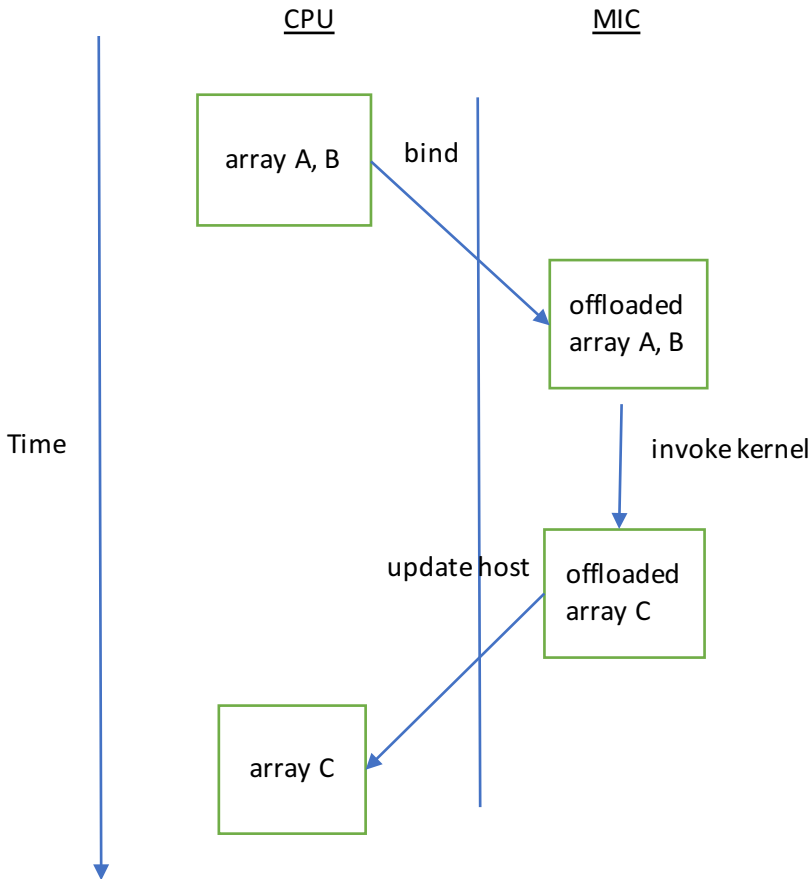 CPU
MIC
array A, B
bind
offloaded
array A, B
Time
invoke kernel
update host
offloaded
array C
array C